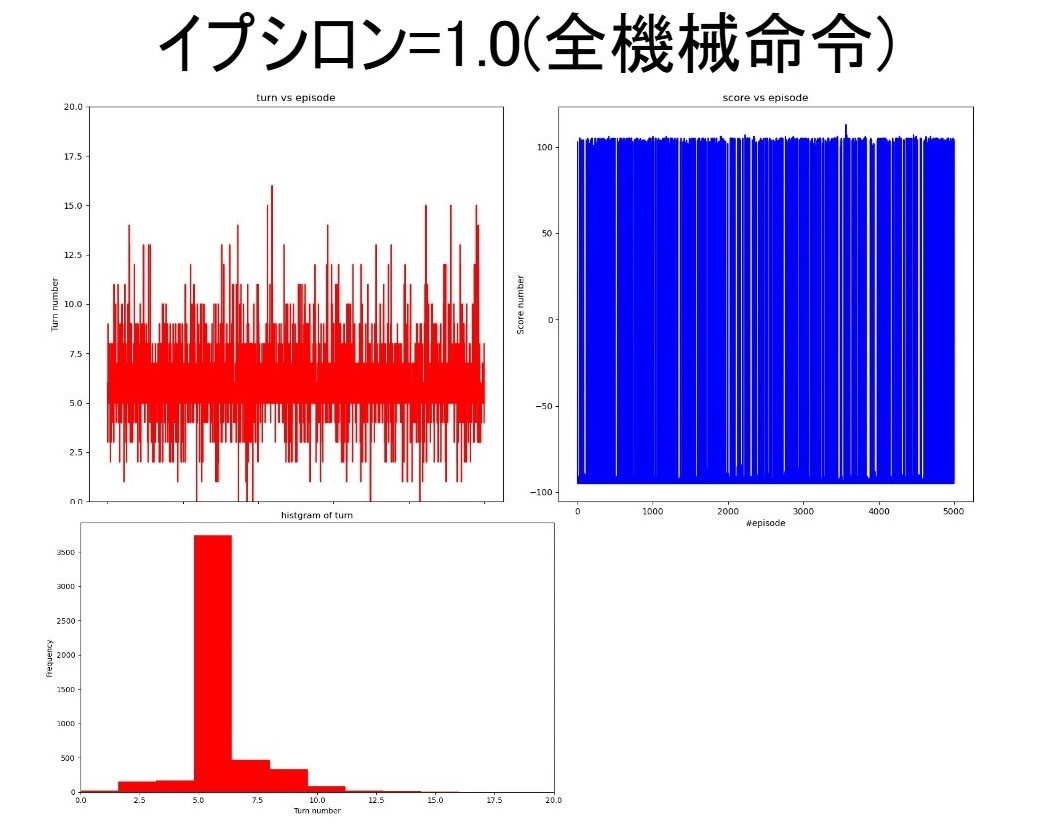 イプシロン=1.0(全機械命令)
turn vs episode
20.0
17.5
15.0
12.5
10.0
7.5
5.0
2.5
0.0
Turn number
score vs episode
100
50
0
−50
−100
Score number
0 1000 2000 3000 4000 5000
#episode
histgram of turn
3500
3000
2500
2000
1500
1000
500
0
Frequency
0.0 2.5 5.0 7.5 10.0 12.5 15.0 17.5 20.0
Turn number